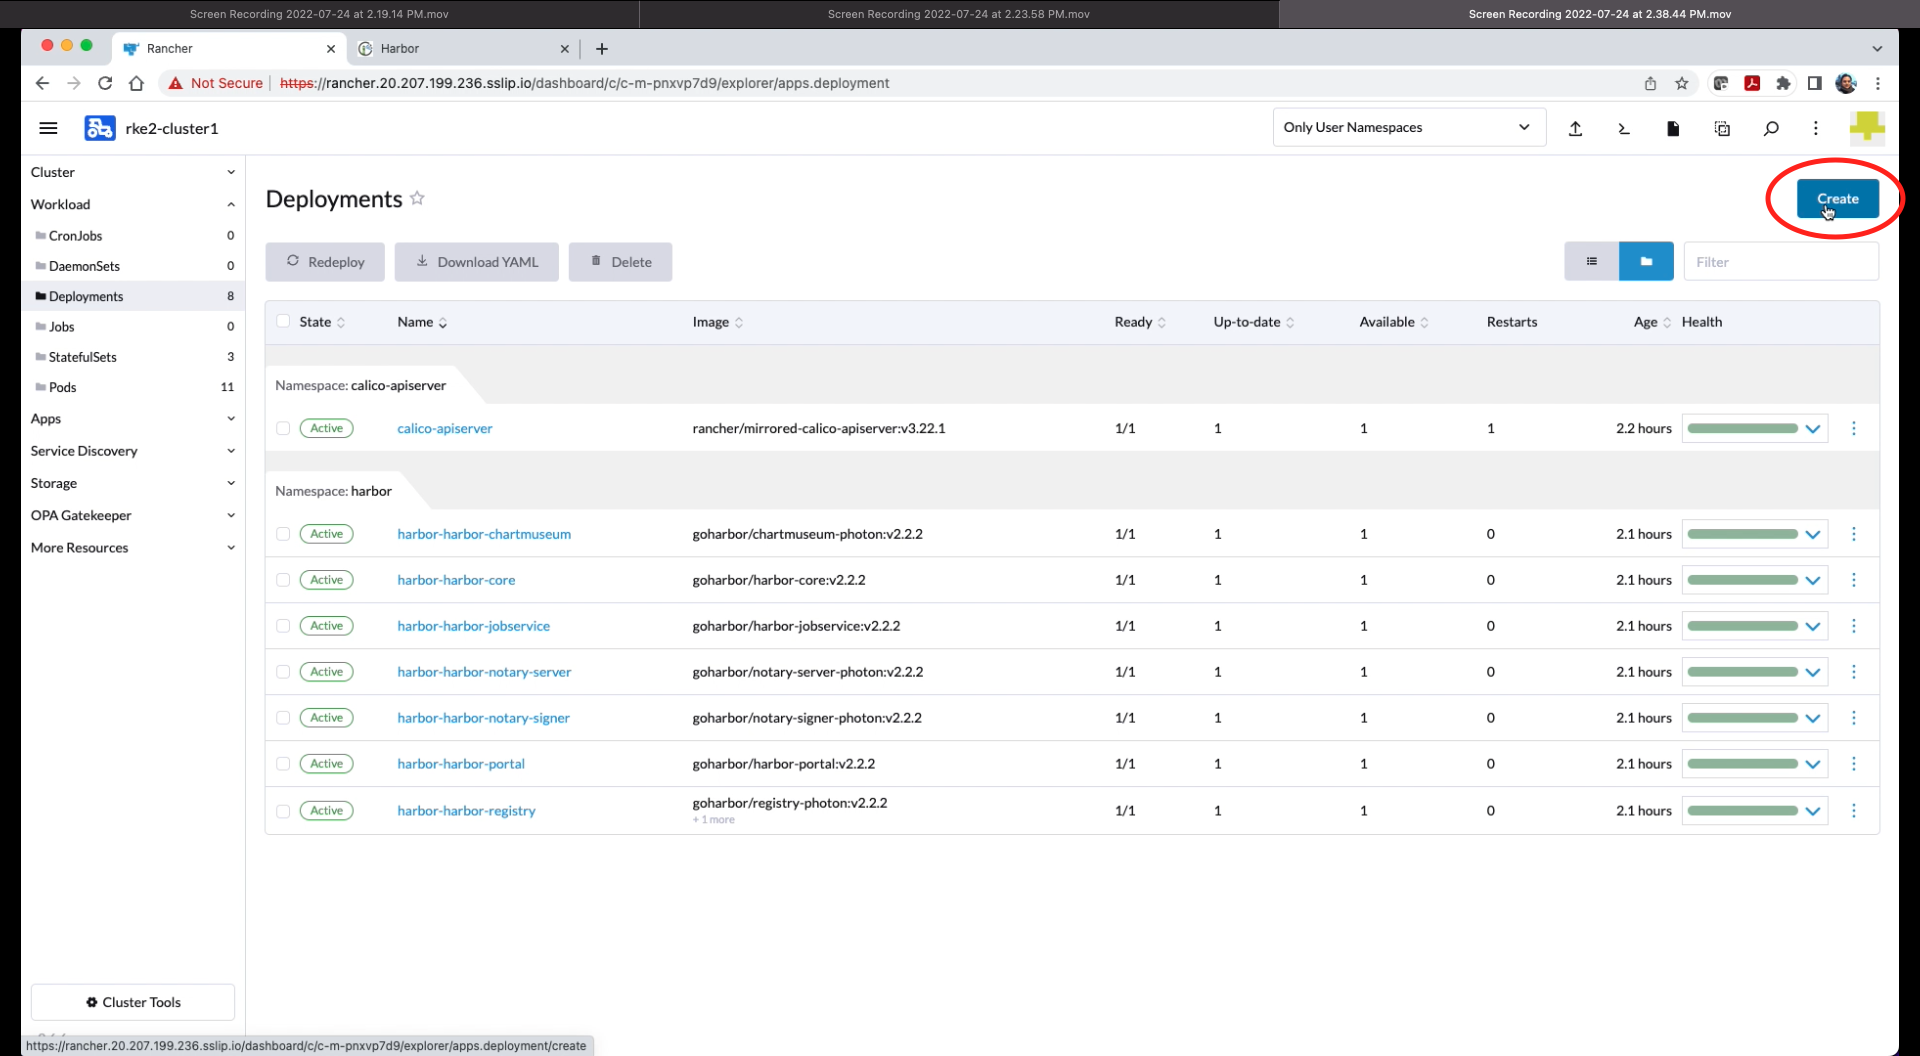 Screen Recording 2022-07-24 at 2.19.14 PM.mov
Screen Recording 2022-07-24 at 2.23.58 PM.mov
Screen Recording 2022-07-24 at 2.38.44 PM.mov
Rancher
Harbor
Not Secure
https://rancher.20.207.199.236.sslip.io/dashboard/c/c-m-pnxvp7d9/explorer/apps.deployment
rke2-cluster1
Only User Namespaces
Cluster
Workload
CronJobs 0
DaemonSets 0
Deployments 8
Jobs 0
StatefulSets 3
Pods 11
Apps
Service Discovery
Storage
OPA Gatekeeper
More Resources
Cluster Tools
Deployments
Create
Redeploy Download YAML Delete
Filter
State Name Image Ready Up-to-date Available Restarts Age Health
Namespace: calico-apiserver
Active calico-apiserver rancher/mirrored-calico-apiserver:v3.22.1 1/1 1 1 1 2.2 hours
Namespace: harbor
Active harbor-harbor-chartmuseum goharbor/chartmuseum-photon:v2.2.2 1/1 1 1 0 2.1 hours
Active harbor-harbor-core goharbor/harbor-core:v2.2.2 1/1 1 1 0 2.1 hours
Active harbor-harbor-jobservice goharbor/harbor-jobservice:v2.2.2 1/1 1 1 0 2.1 hours
Active harbor-harbor-notary-server goharbor/notary-server-photon:v2.2.2 1/1 1 1 0 2.1 hours
Active harbor-harbor-notary-signer goharbor/notary-signer-photon:v2.2.2 1/1 1 1 0 2.1 hours
Active harbor-harbor-portal goharbor/harbor-portal:v2.2.2 1/1 1 1 0 2.1 hours
Active harbor-harbor-registry goharbor/registry-photon:v2.2.2 1/1 1 1 0 2.1 hours
+ 1 more
https://rancher.20.207.199.236.sslip.io/dashboard/c/c-m-pnxvp7d9/explorer/apps.deployment/create